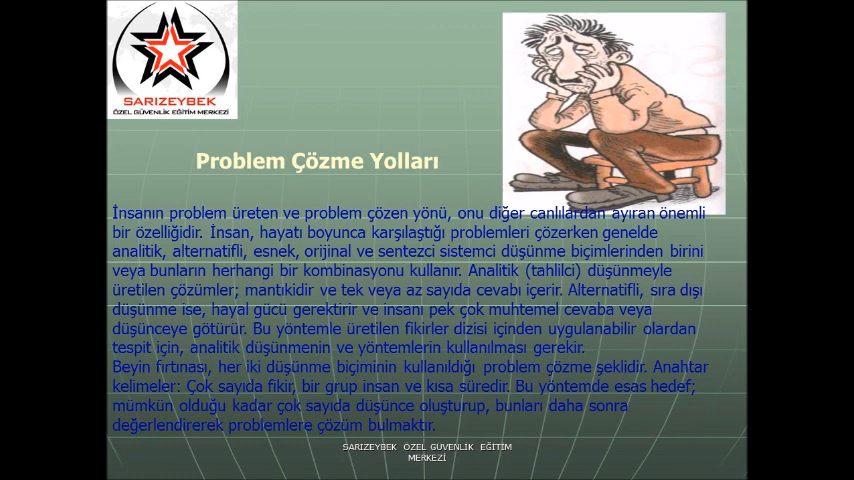 SARIZEYBEK
ÖZEL GÜVENLİK EĞİTİM MERKEZİ
Problem Çözme Yolları
İnsanın problem üreten ve problem çözen yönü, onu diğer canlılardan ayıran önemli
bir özelliğidir. İnsan, hayatı boyunca karşılaştığı problemleri çözerken genelde
analitik, alternatifli, esnek, orijinal ve sentezci sistemci düşünme biçimlerinden birini
veya bunların herhangi bir kombinasyonu kullanır. Analitik (tahlilci) düşünmeyle
üretilen çözümler; mantıkidir ve tek veya az sayıda cevabı içerir. Alternatifli, sıra dışı
düşünme ise, hayal gücü gerektirir ve insanı pek çok muhtemel cevaba veya
düşünceye götürür. Bu yöntemle üretilen fikirler dizisi içinden uygulanabilir olardan
tespit için, analitik düşünmenin ve yöntemlerin kullanılması gerekir.
Beyin fırtınası, her iki düşünme biçiminin kullanıldığı problem çözme şeklidir. Anahtar
kelimeler: Çok sayıda fikir, bir grup insan ve kısa süredir. Bu yöntemde esas hedef;
mümkün olduğu kadar çok sayıda düşünce oluşturup, bunları daha sonra
değerlendirerek problemlere çözüm bulmaktır.
SARIZEYBEK ÖZEL GÜVENLİK EĞİTİM
MERKEZİ